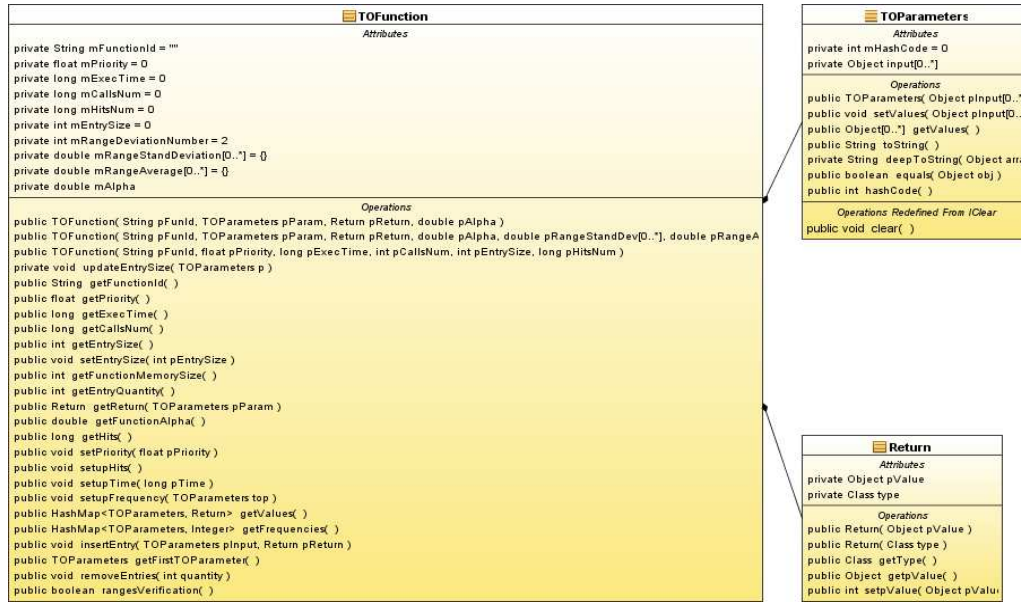 TOFunction
Attributes
private String mFunctionId = ""
private float mPriority = 0
private long mExecTime = 0
private long mCallsNum = 0
private long mHitsNum = 0
private int mEntrySize = 0
private int mRangeDeviationNumber = 2
private double mRangeStandDeviation[0..*] = {}
private double mRangeAverage[0..*] = {}
private double mAlpha
Operations
public TOFunction( String pFunId, TOParameters pParam, Return pReturn, double pAlpha )
public TOFunction( String pFunId, TOParameters pParam, Return pReturn, double pAlpha, double pRangeStandDev[0..*], double pRangeA
public TOFunction( String pFunId, float pPriority, long pExecTime, int pCallsNum, int pEntrySize, long pHitsNum )
private void updateEntrySize( TOParameters p )
public String getFunctionId( )
public float getPriority( )
public long getExecTime( )
public long getCallsNum( )
public int getEntrySize( )
public void setEntrySize( int pEntrySize )
public int getFunctionMemorySize( )
public int getEntryQuantity( )
public Return getReturn( TOParameters pParam )
public double getFunctionAlpha( )
public long getHits( )
public void setPriority( float pPriority )
public void setupHits( )
public void setupTime( long pTime )
public void setupFrequency( TOParameters top )
public HashMap<TOParameters, Return> getValues( )
public HashMap<TOParameters, Integer> getFrequencies( )
public void insertEntry( TOParameters pInput, Return pReturn )
public TOParameters getFirstTOParameter( )
public void removeEntries( int quantity )
public boolean rangesVerification( )
TOParameters
Attributes
private int mHashCode = 0
private Object input[0..*]
Operations
public TOParameters( Object pInput[0..*
public void setValues( Object pInput[0..
public Object[0..*] getValues( )
public String toString( )
private String deepToString( Object arra
public boolean equals( Object obj )
public int hashCode( )
Operations Redefined From IClear
public void clear( )
Return
Attributes
private Object pValue
private Class type
Operations
public Return( Object pValue )
public Return( Class type )
public Class getType( )
public Object getpValue( )
public int setpValue( Object pValu